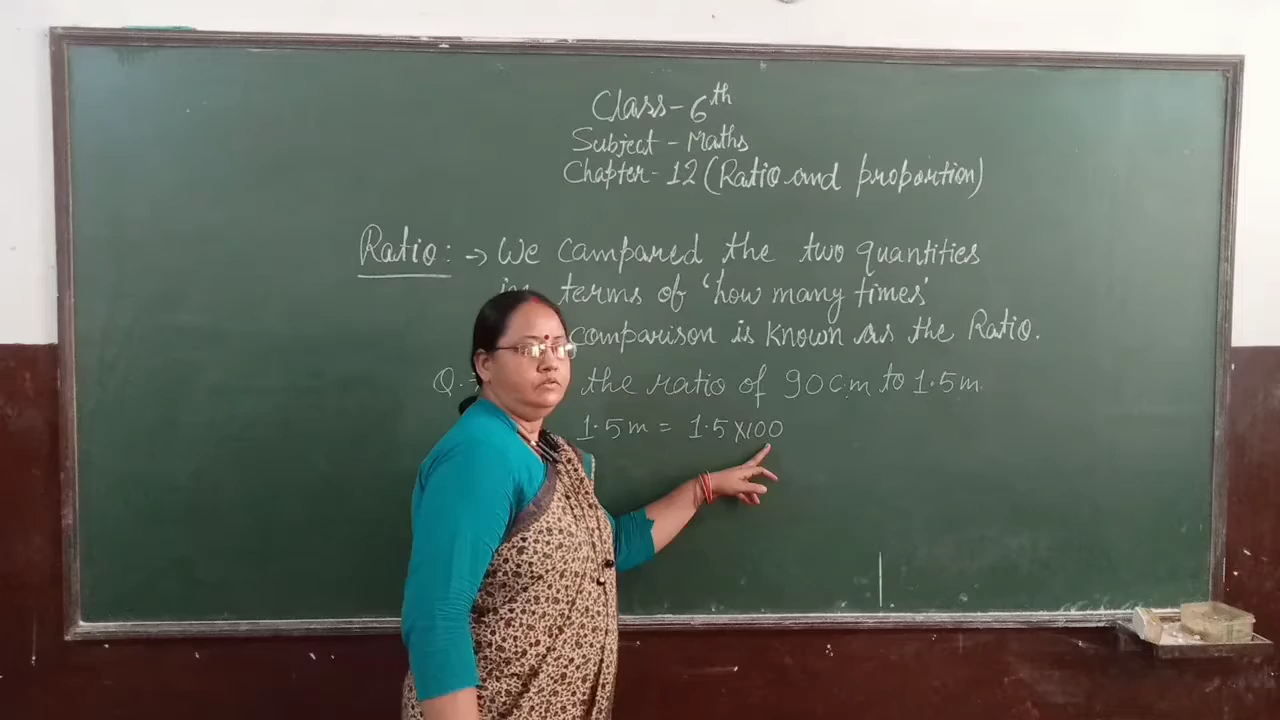 Class - 6th
Subject - Maths
Chapter - 12 (Ratio and proportion)
Ratio : → We campared the two quantities
in terms of 'how many times'
comparison is known as the Ratio.
Q. the ratio of 90 cm to 1.5 m.
1.5 m = 1.5 x 100